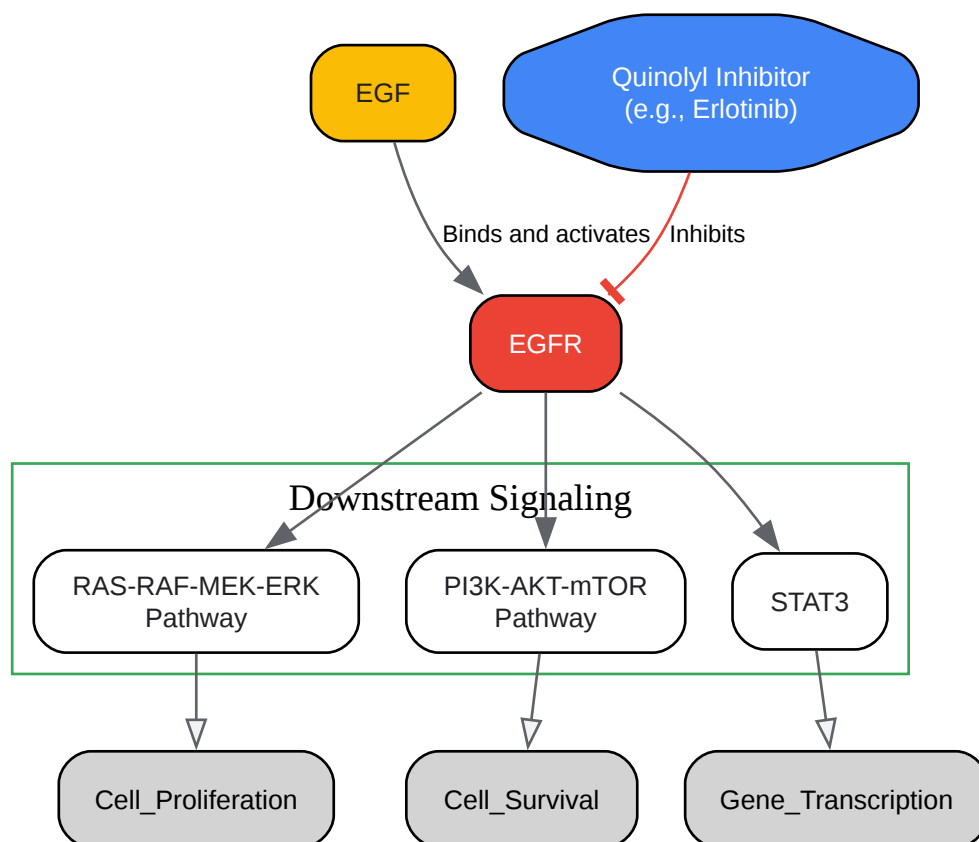 EGF
Quinolyl Inhibitor
(e.g., Erlotinib)
Binds and activates
Inhibits
EGFR
Downstream Signaling
RAS-RAF-MEK-ERK
Pathway
PI3K-AKT-mTOR
Pathway
STAT3
Cell_Proliferation
Cell_Survival
Gene_Transcription